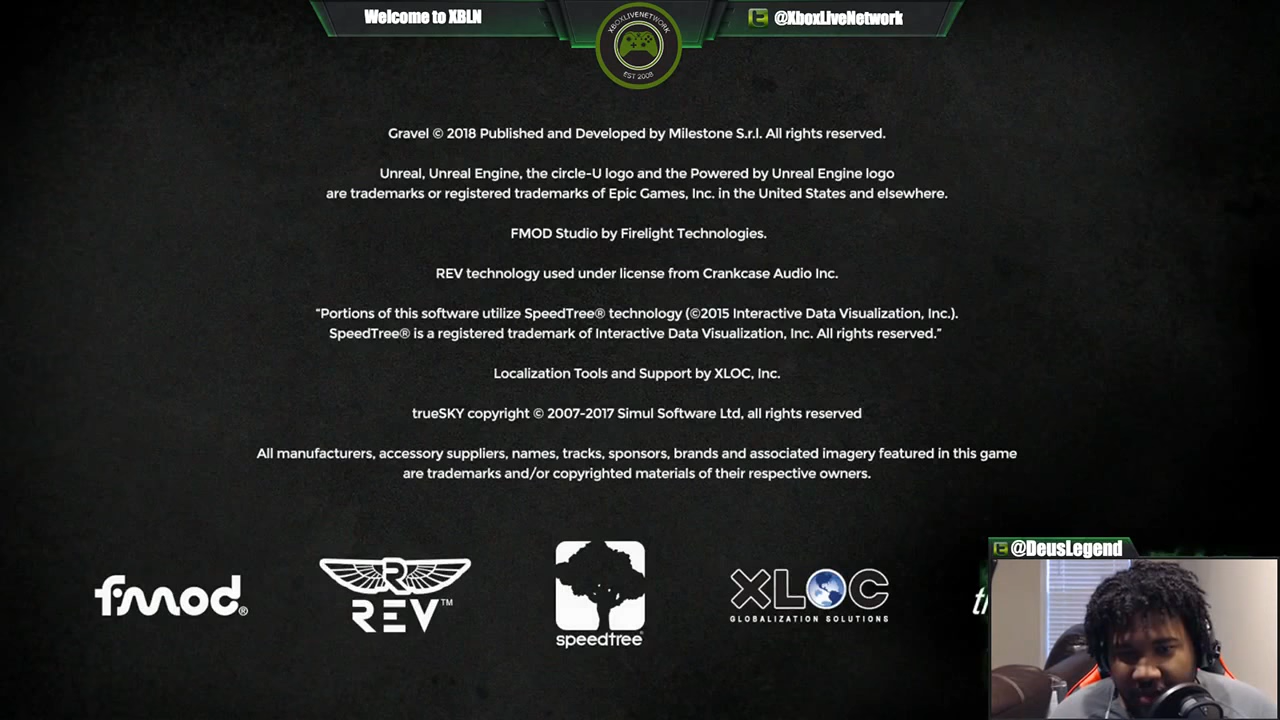 Welcome to XBLN
@XboxLiveNetwork
XBOXLIVENETWORK
EST 2008
Gravel © 2018 Published and Developed by Milestone S.r.l. All rights reserved.
Unreal, Unreal Engine, the circle-U logo and the Powered by Unreal Engine logo
are trademarks or registered trademarks of Epic Games, Inc. in the United States and elsewhere.
FMOD Studio by Firelight Technologies.
REV technology used under license from Crankcase Audio Inc.
“Portions of this software utilize SpeedTree® technology (©2015 Interactive Data Visualization, Inc.).
SpeedTree® is a registered trademark of Interactive Data Visualization, Inc. All rights reserved.”
Localization Tools and Support by XLOC, Inc.
trueSKY copyright © 2007-2017 Simul Software Ltd, all rights reserved
All manufacturers, accessory suppliers, names, tracks, sponsors, brands and associated imagery featured in this game
are trademarks and/or copyrighted materials of their respective owners.
@DeusLegend
fmod®
R
REV™
speedtree®
XLOC
GLOBALIZATION SOLUTIONS